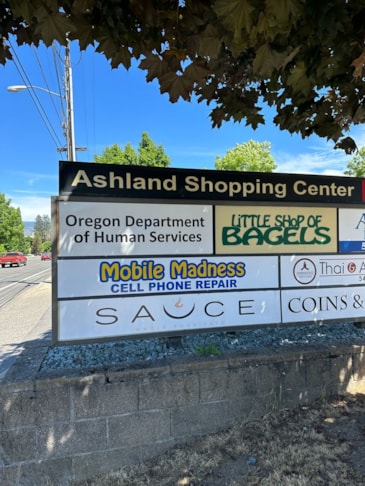 Ashland Shopping Center
Oregon Department
of Human Services
LITTLE SHOP OF
BAGELS
Mobile Madness
CELL PHONE REPAIR
Thai
SAUCE
COINS &